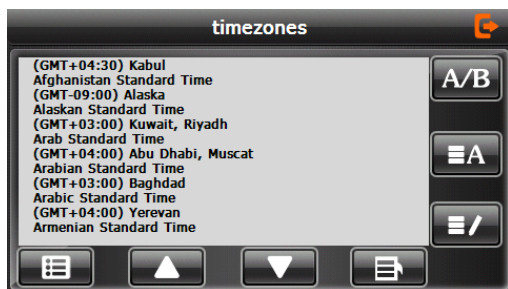 timezones
(GMT+04:30) Kabul
Afghanistan Standard Time
(GMT-09:00) Alaska
Alaskan Standard Time
(GMT+03:00) Kuwait, Riyadh
Arab Standard Time
(GMT+04:00) Abu Dhabi, Muscat
Arabian Standard Time
(GMT+03:00) Baghdad
Arabic Standard Time
(GMT+04:00) Yerevan
Armenian Standard Time
A/B
A